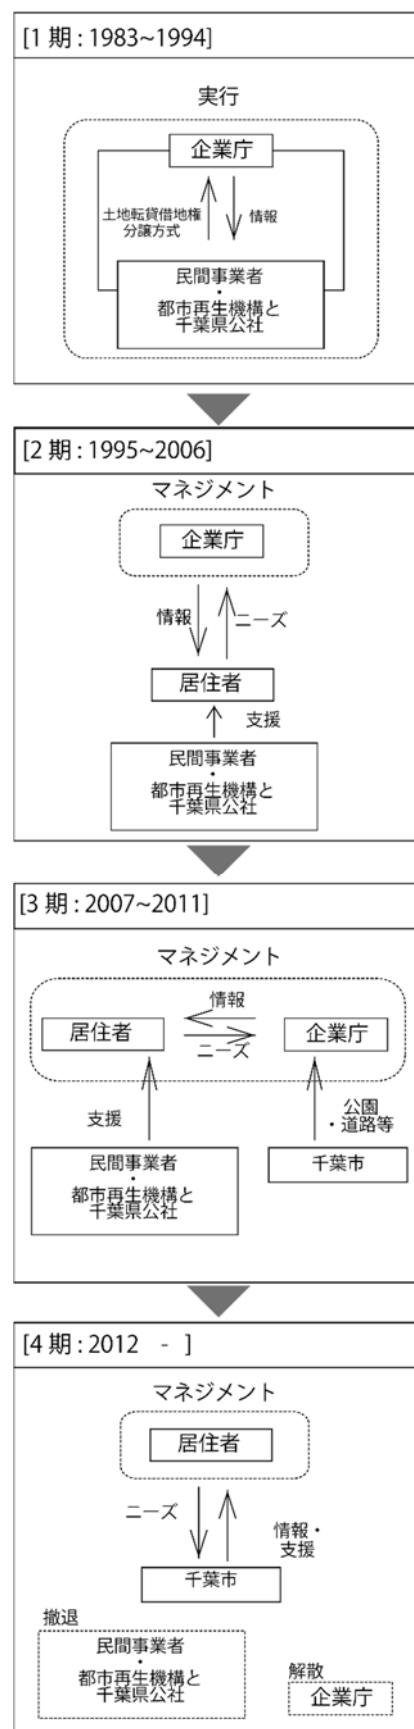 [1 期 : 1983~1994]
実行
企業庁
土地転貸借地権
分譲方式
情報
民間事業者
・
都市再生機構と
千葉県公社
[2 期 : 1995~2006]
マネジメント
企業庁
情報
ニーズ
居住者
支援
民間事業者
・
都市再生機構と
千葉県公社
[3 期 : 2007~2011]
マネジメント
情報
居住者
企業庁
ニーズ
支援
公園
・道路等
民間事業者
・
都市再生機構と
千葉県公社
千葉市
[4 期 : 2012 - ]
マネジメント
居住者
ニーズ
情報・
支援
千葉市
撤退
民間事業者
・
都市再生機構と
千葉県公社
解散
企業庁